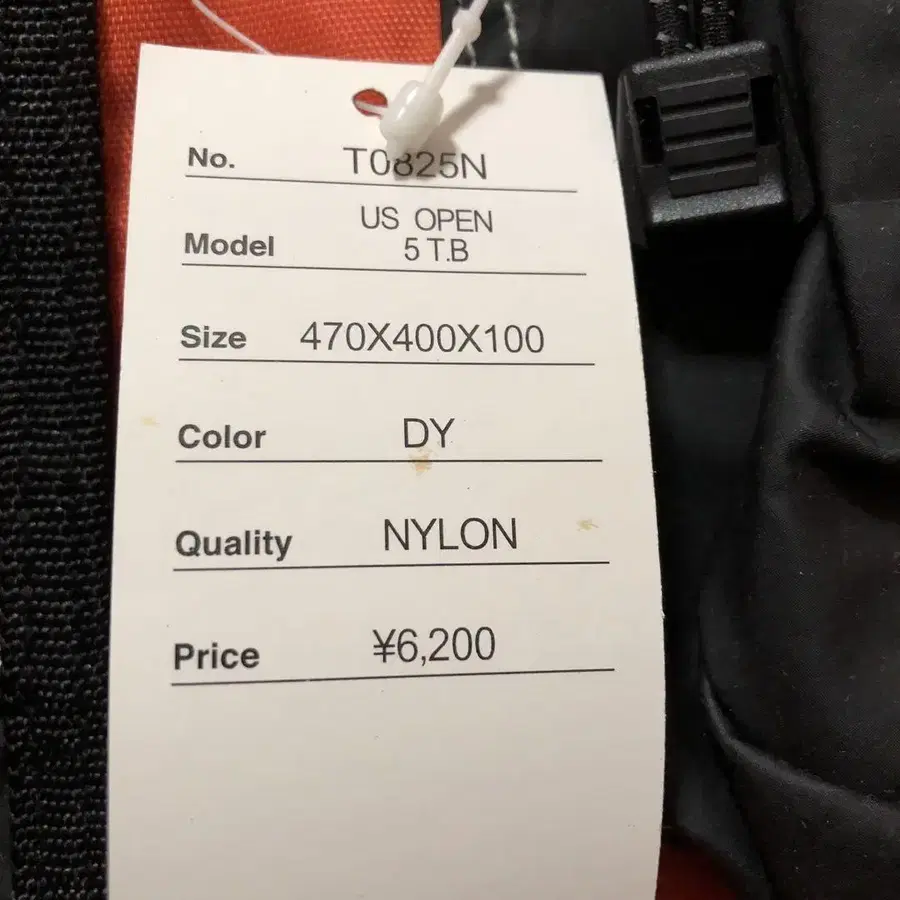 No. T0825N
US OPEN
Model 5 T.B
Size 470X400X100
Color DY
Quality NYLON
Price ¥6,200